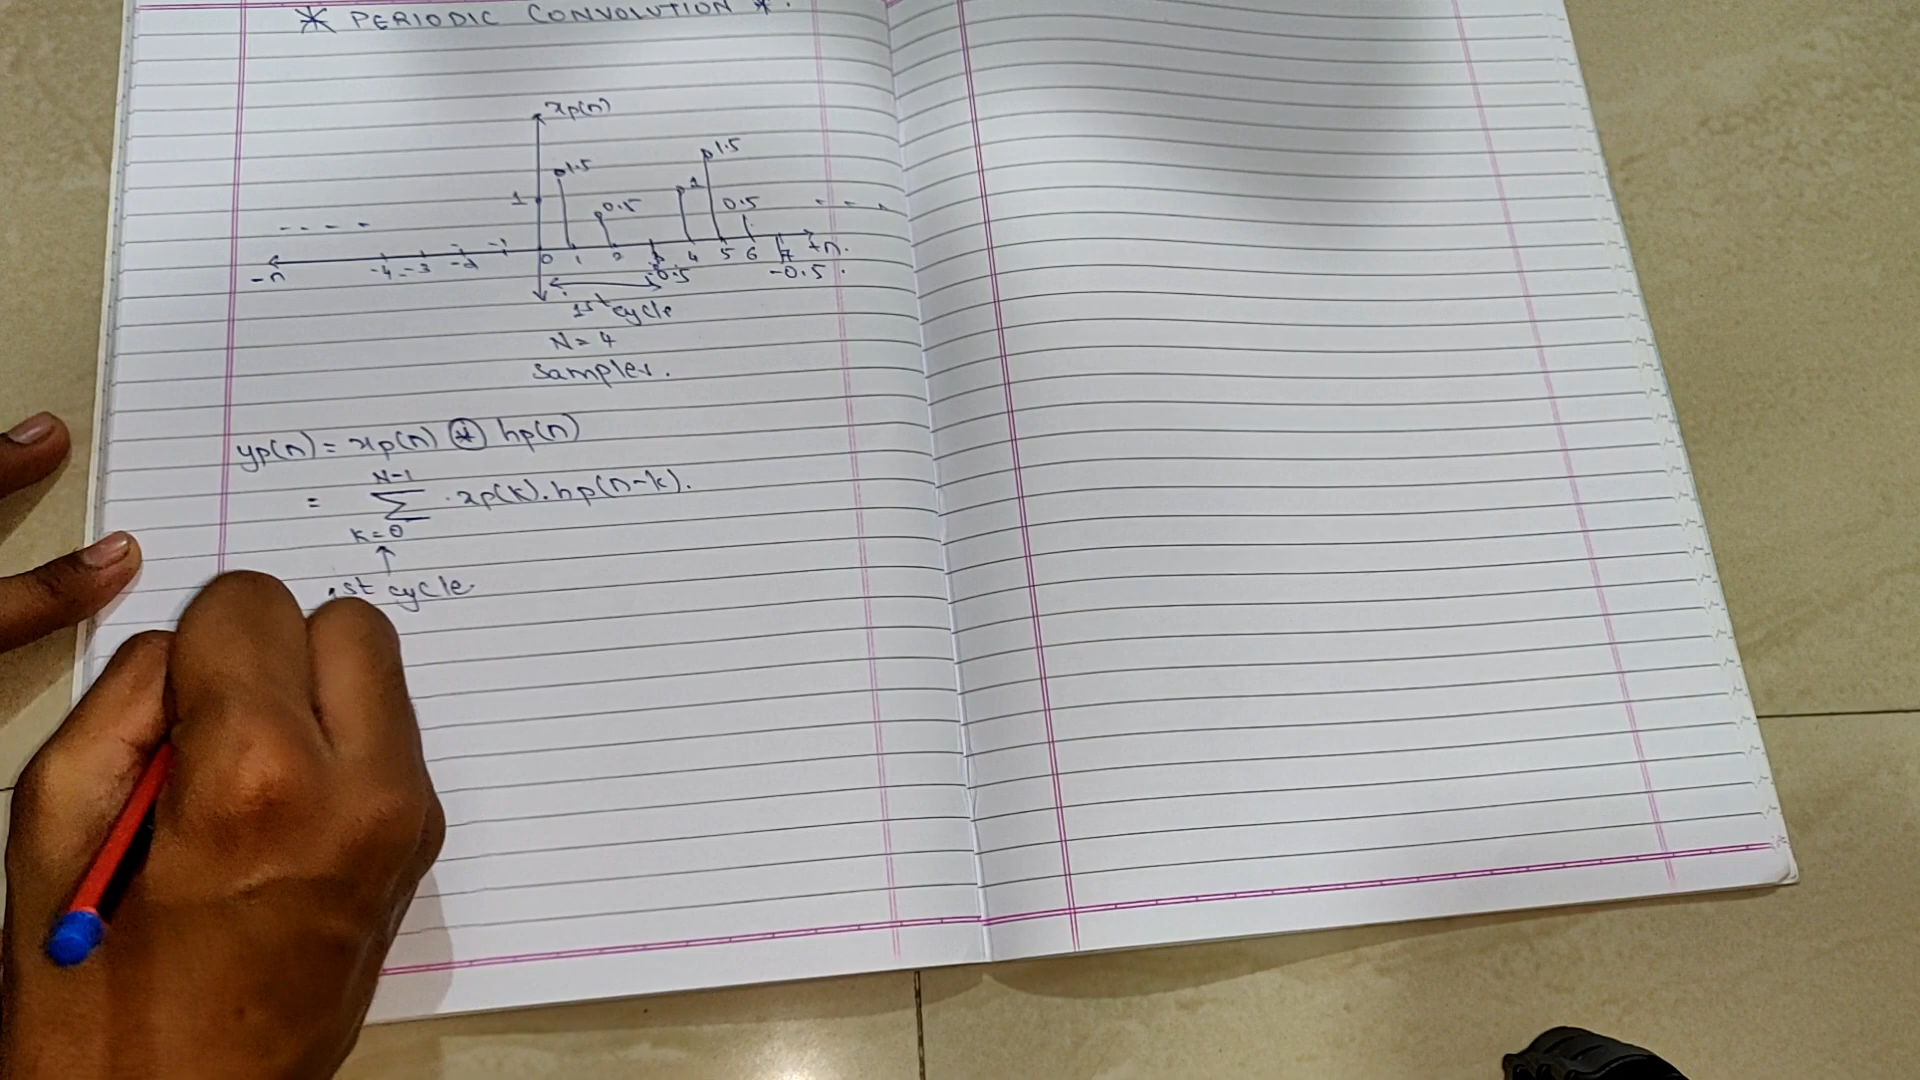 * PERIODIC CONVOLUTION *.
xp(n)
1.5
1.5
1
0.5
1
0.5
-4 -3 -2 -1 0 1 2 3 4 5 6 7 +n.
-n
-0.5
-0.5.
1st cycle
N = 4
samples.
yp(n) = xp(n) ⊛ hp(n)
N-1
= Σ . xp(k). hp(n-k).
K=0
↑
1st cycle.